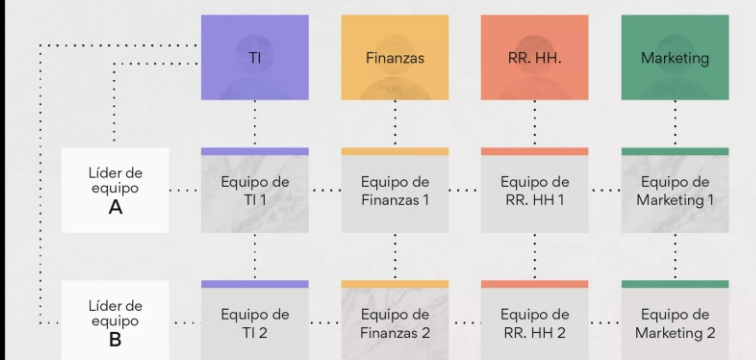 TI
Finanzas
RR. HH.
Marketing
Líder de
equipo
A
Equipo de
TI 1
Equipo de
Finanzas 1
Equipo de
RR. HH 1
Equipo de
Marketing 1
Líder de
equipo
B
Equipo de
TI 2
Equipo de
Finanzas 2
Equipo de
RR. HH 2
Equipo de
Marketing 2